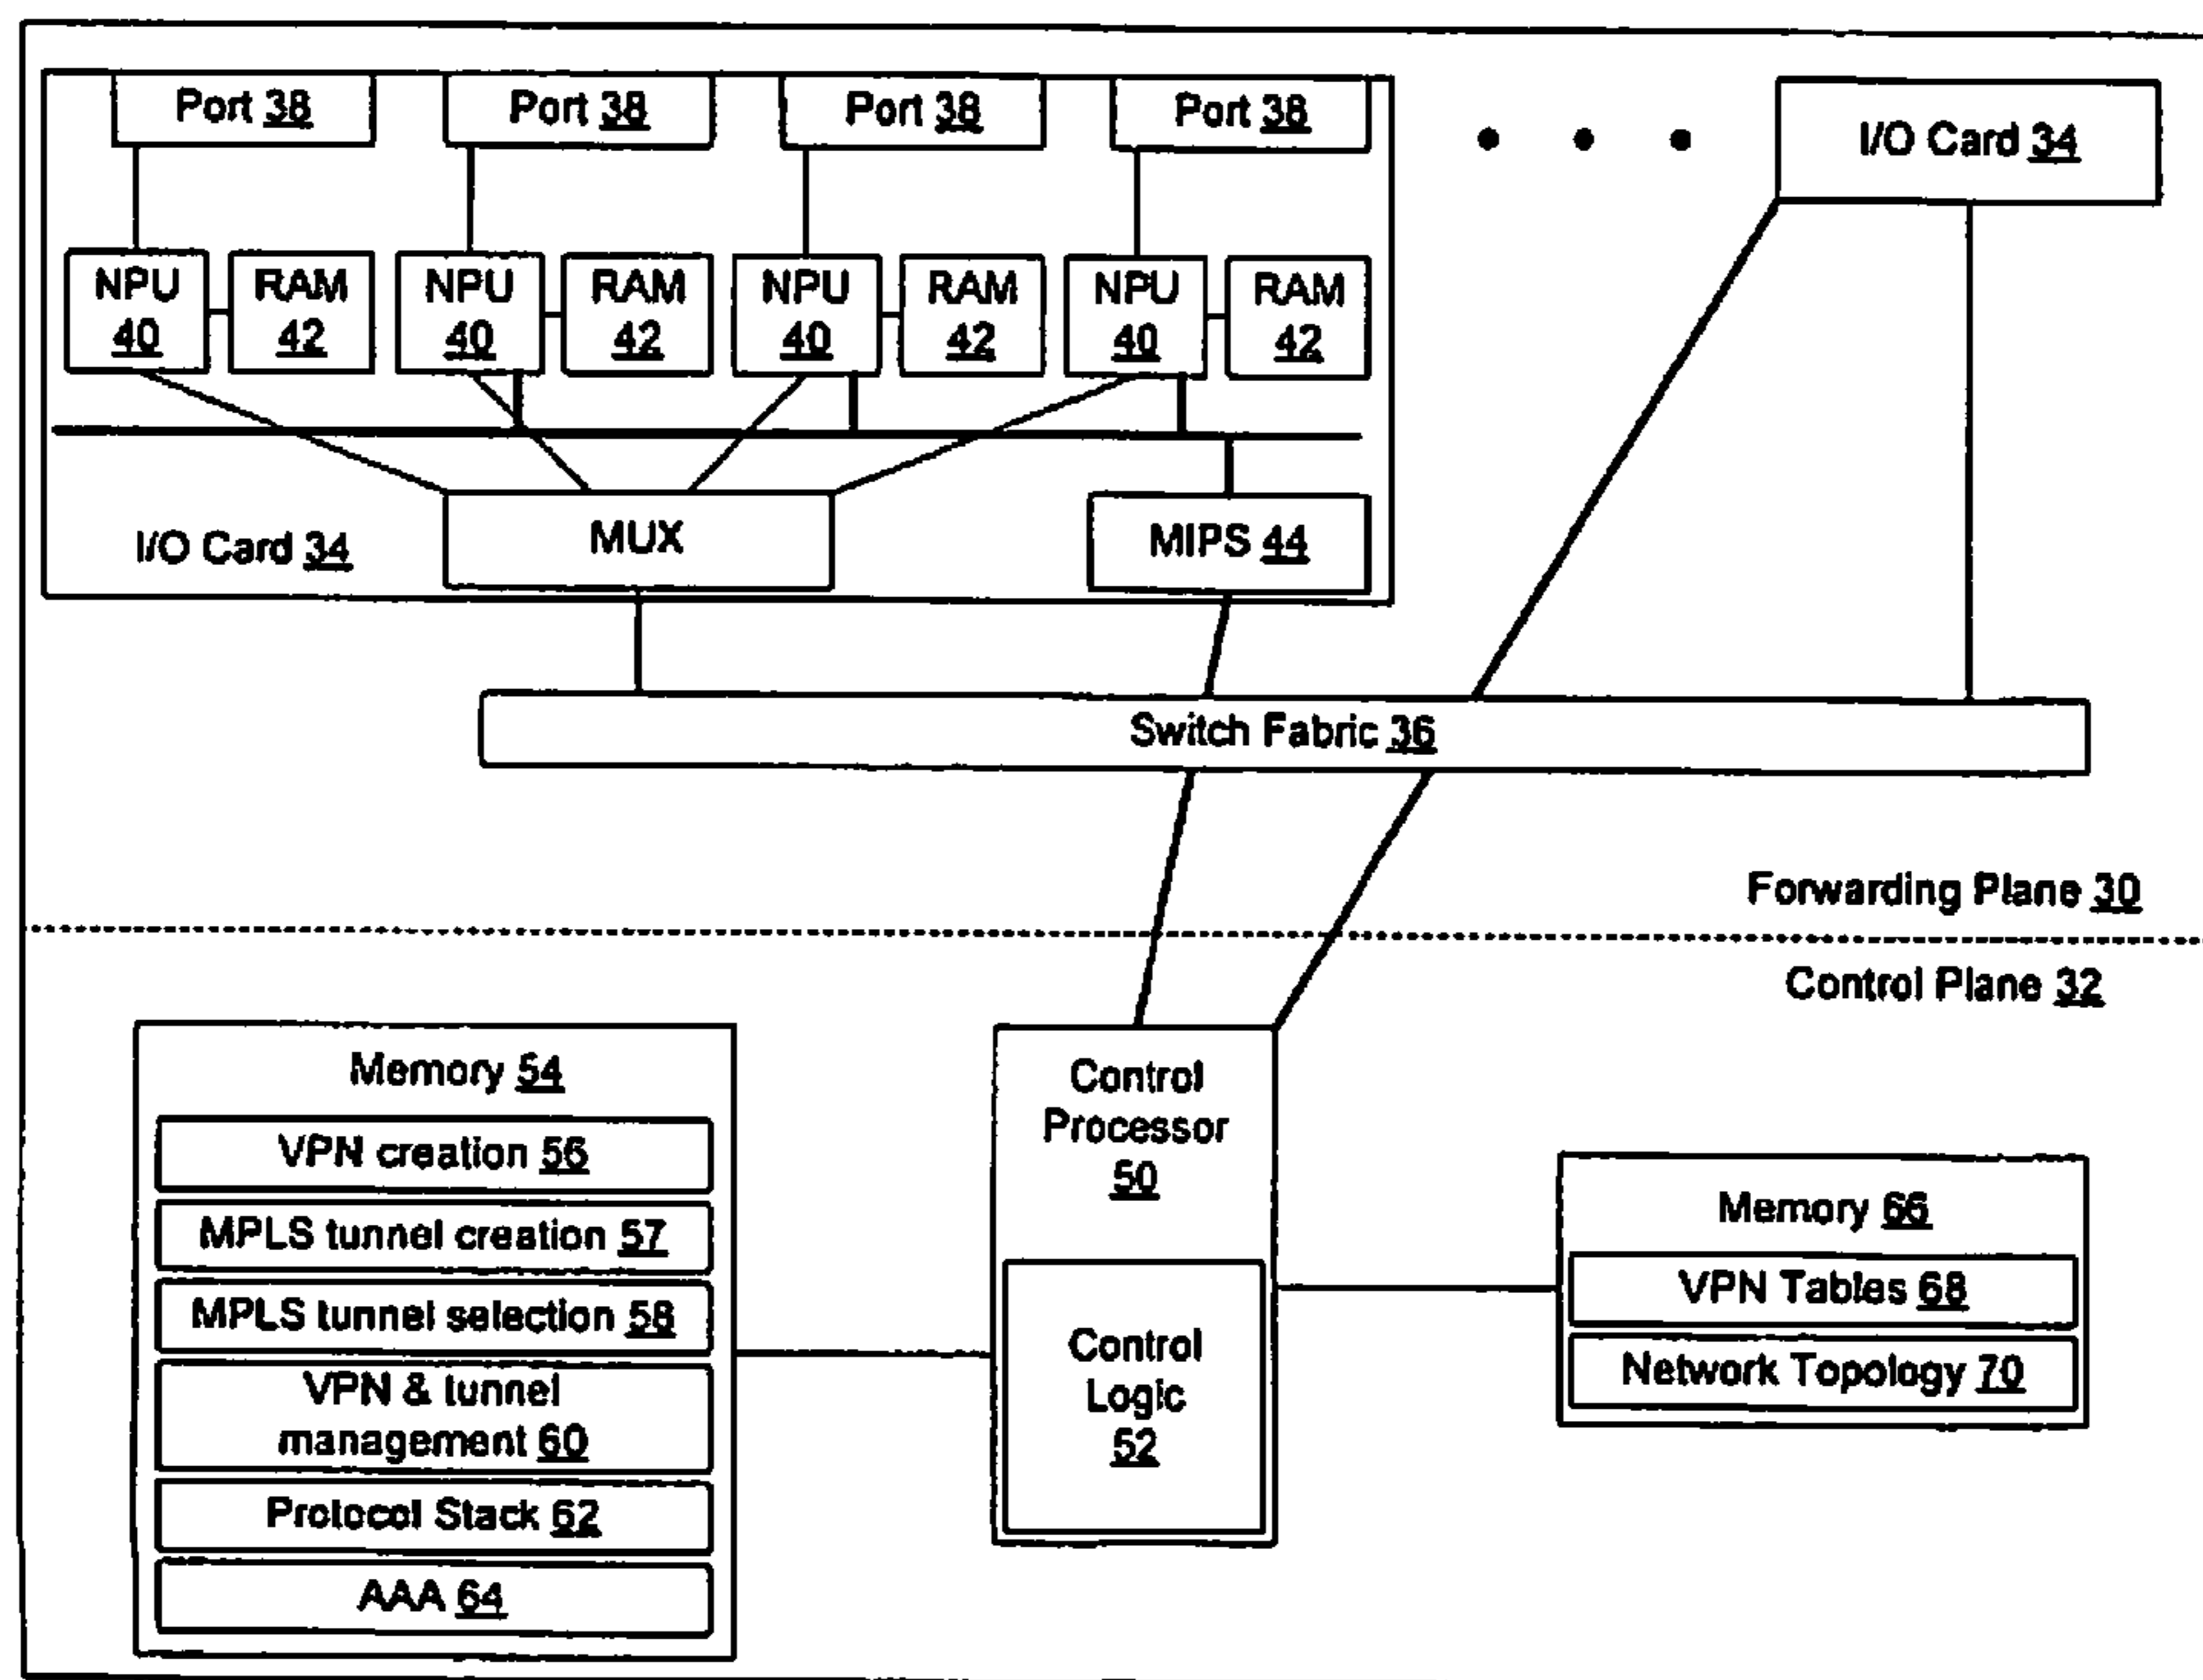 Port 38
Port 38
Port 38
Port 38
I/O Card 34
NPU
40
RAM
42
NPU
40
RAM
42
NPU
40
RAM
42
NPU
40
RAM
42
I/O Card 34
MUX
MIPS 44
Switch Fabric 36
Forwarding Plane 30
Control Plane 32
Memory 54
VPN creation 56
MPLS tunnel creation 57
MPLS tunnel selection 58
VPN & tunnel
management 60
Protocol Stack 62
AAA 64
Control
Processor
50
Control
Logic
52
Memory 66
VPN Tables 68
Network Topology 70